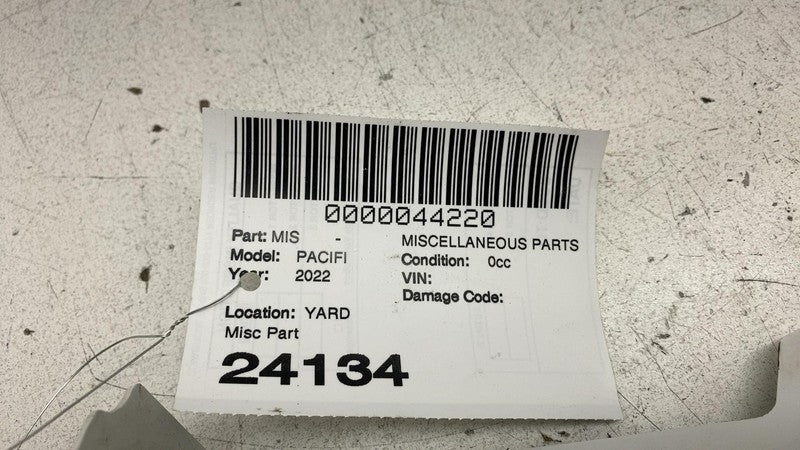 0000044220
Part: MIS - MISCELLANEOUS PARTS
Model: PACIFI Condition: 0cc
Year: 2022 VIN:
Damage Code:
Location: YARD
Misc Part
24134